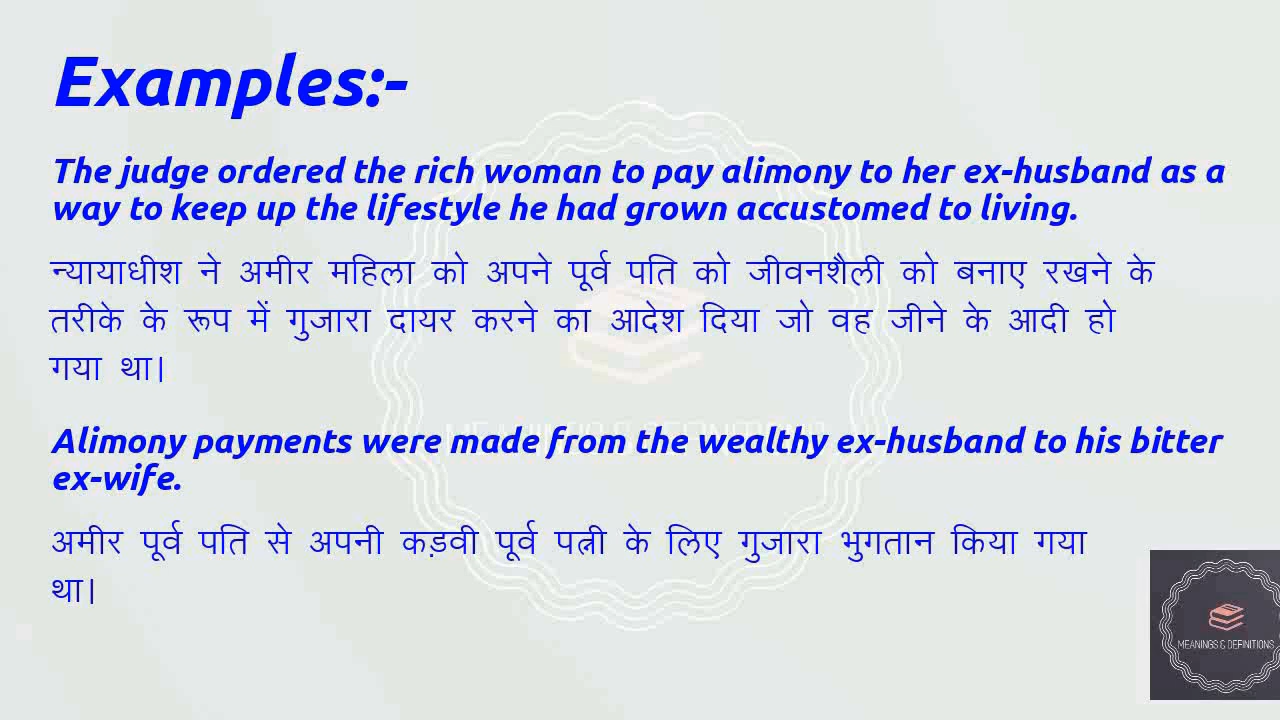 Examples:-
The judge ordered the rich woman to pay alimony to her ex-husband as a
way to keep up the lifestyle he had grown accustomed to living.
न्यायाधीश ने अमीर महिला को अपने पूर्व पति को जीवनशैली को बनाए रखने के
तरीके के रूप में गुजारा दायर करने का आदेश दिया जो वह जीने के आदी हो
गया था।
Alimony payments were made from the wealthy ex-husband to his bitter
ex-wife.
अमीर पूर्व पति से अपनी कड़वी पूर्व पत्नी के लिए गुजारा भुगतान किया गया
था।
MEANINGS & DEFINITIONS
MEANINGS & DEFINITIONS